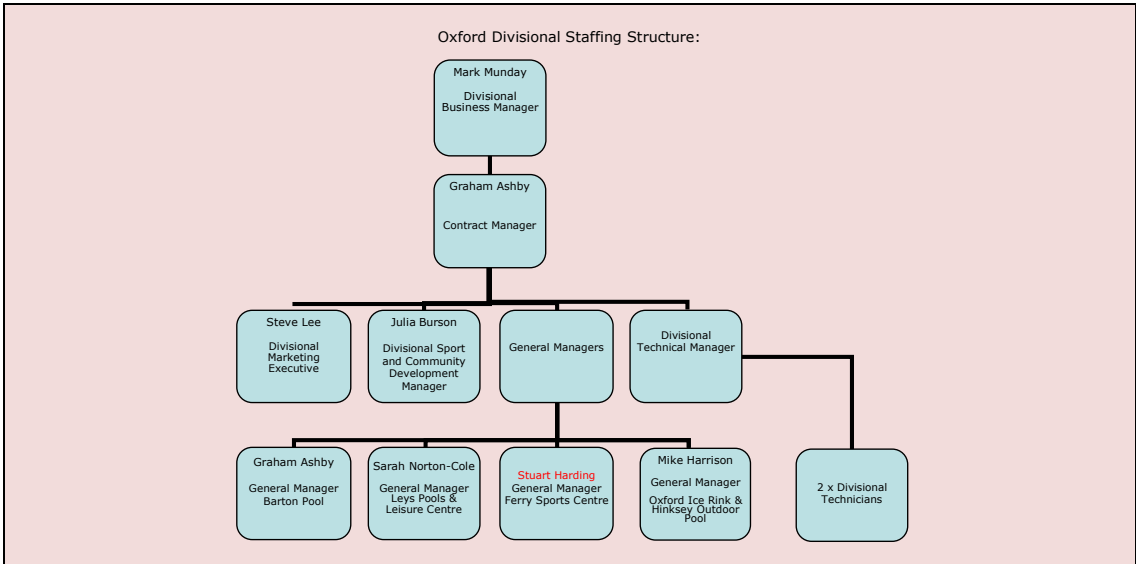 Oxford Divisional Staffing Structure:
Mark Munday
Divisional
Business Manager
Graham Ashby
Contract Manager
Steve Lee
Divisional
Marketing
Executive
Julia Burson
Divisional Sport
and Community
Development
Manager
General Managers
Divisional
Technical Manager
Graham Ashby
General Manager
Barton Pool
Sarah Norton-Cole
General Manager
Leys Pools &
Leisure Centre
Stuart Harding
General Manager
Ferry Sports Centre
Mike Harrison
General Manager
Oxford Ice Rink &
Hinksey Outdoor
Pool
2 x Divisional
Technicians